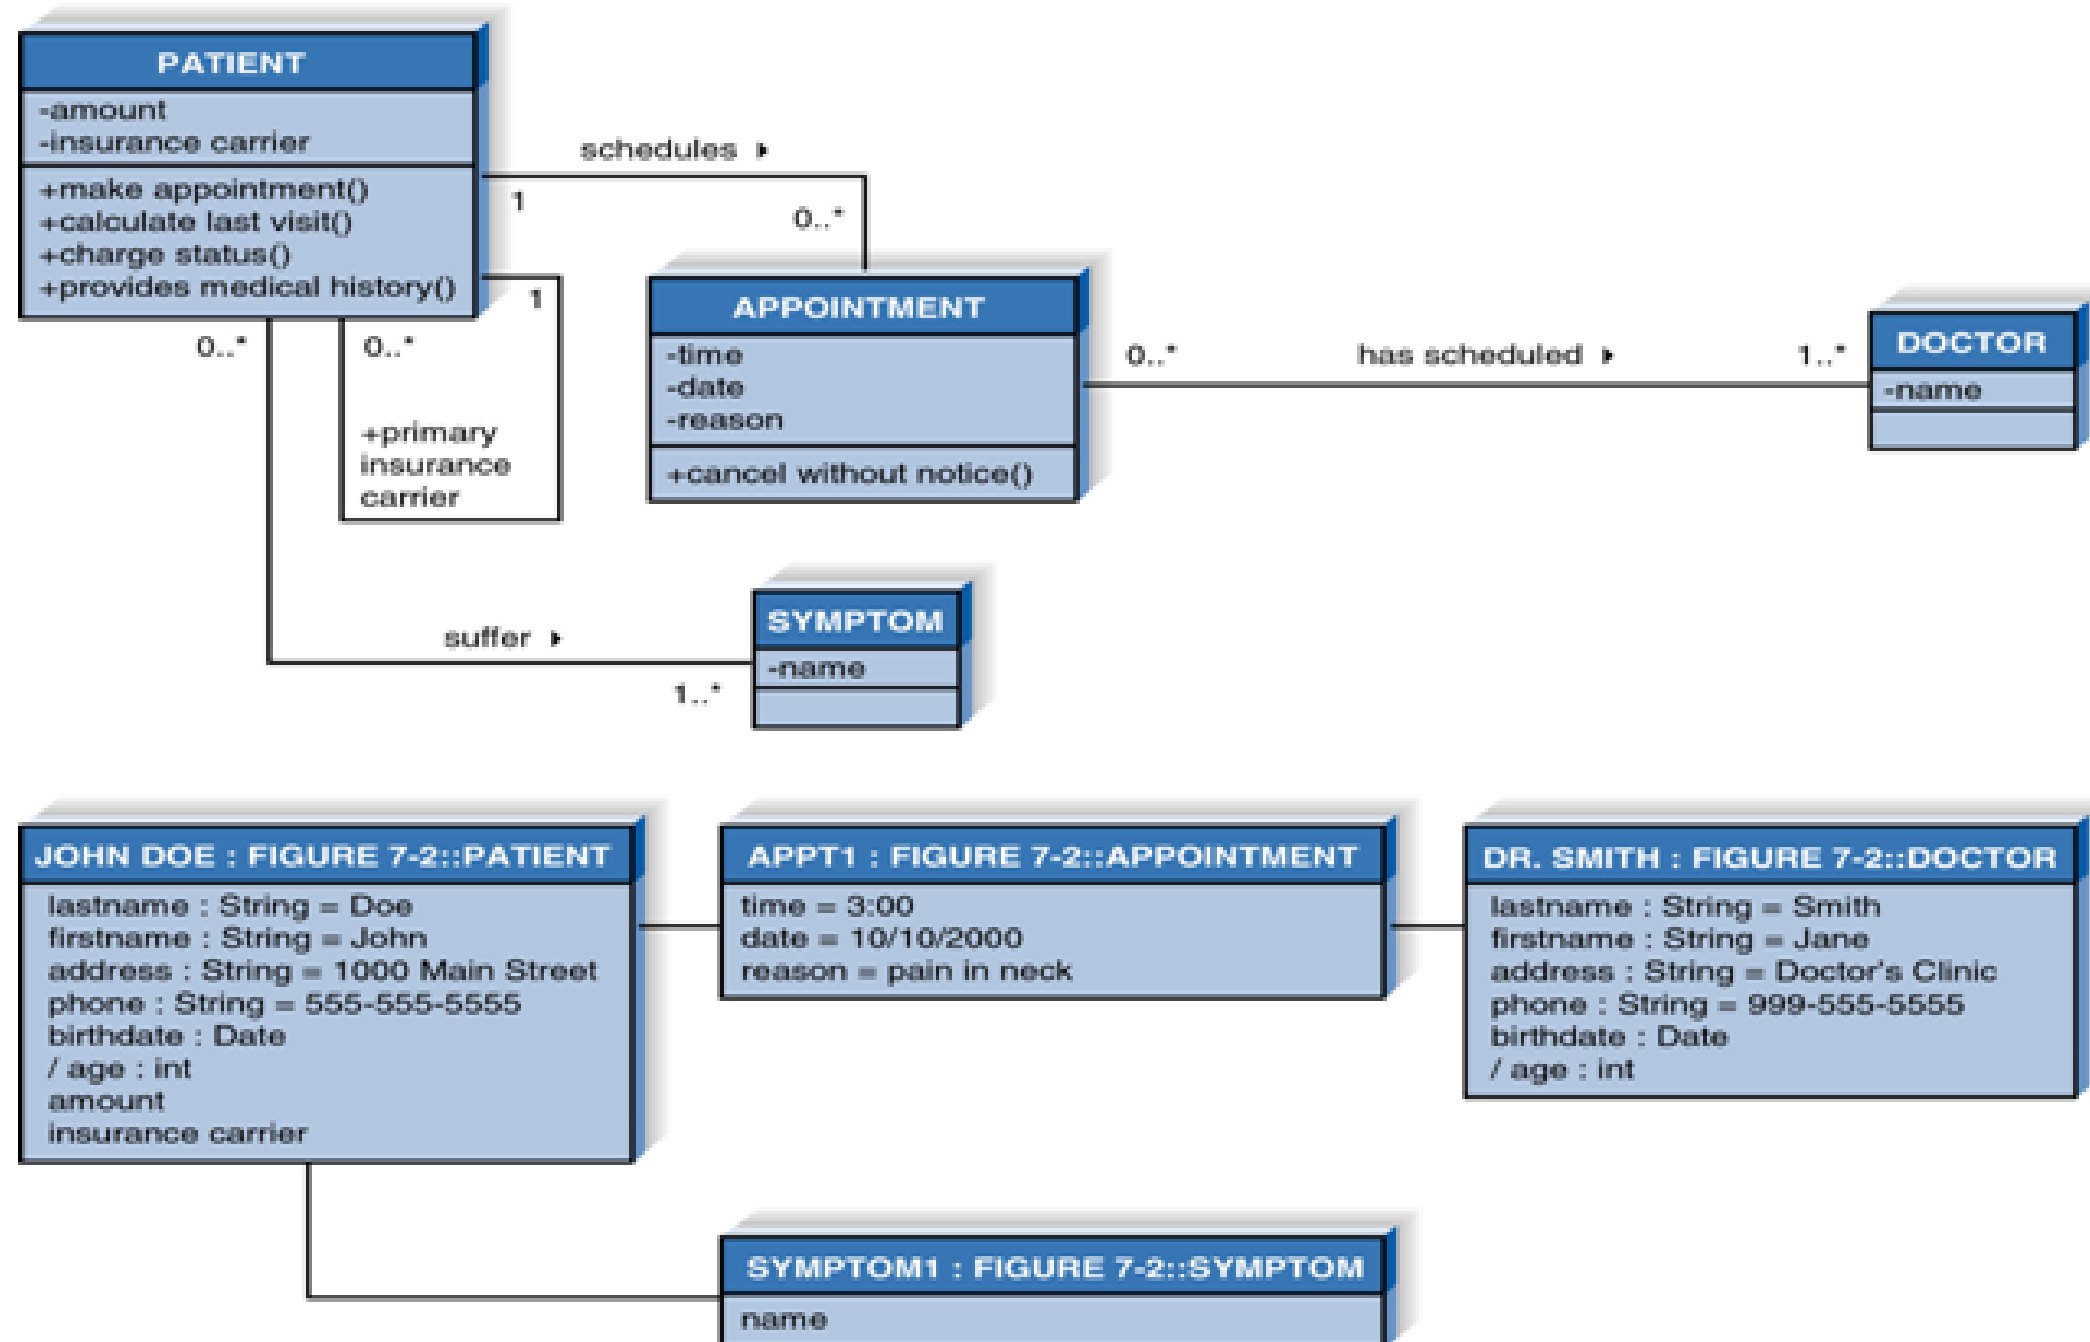 PATIENT
-amount
-insurance carrier
+make appointment()
+calculate last visit()
+charge status()
+provides medical history()
schedules
1
0..*
1
0..*
0..*
+primary
insurance
carrier
APPOINTMENT
-time
-date
-reason
+cancel without notice()
0..*
has scheduled
1..*
DOCTOR
-name
suffer
1..*
SYMPTOM
-name
JOHN DOE : FIGURE 7-2::PATIENT
lastname : String = Doe
firstname : String = John
address : String = 1000 Main Street
phone : String = 555-555-5555
birthdate : Date
/ age : int
amount
insurance carrier
APPT1 : FIGURE 7-2::APPOINTMENT
time = 3:00
date = 10/10/2000
reason = pain in neck
DR. SMITH : FIGURE 7-2::DOCTOR
lastname : String = Smith
firstname : String = Jane
address : String = Doctor's Clinic
phone : String = 999-555-5555
birthdate : Date
/ age : int
SYMPTOM1 : FIGURE 7-2::SYMPTOM
name